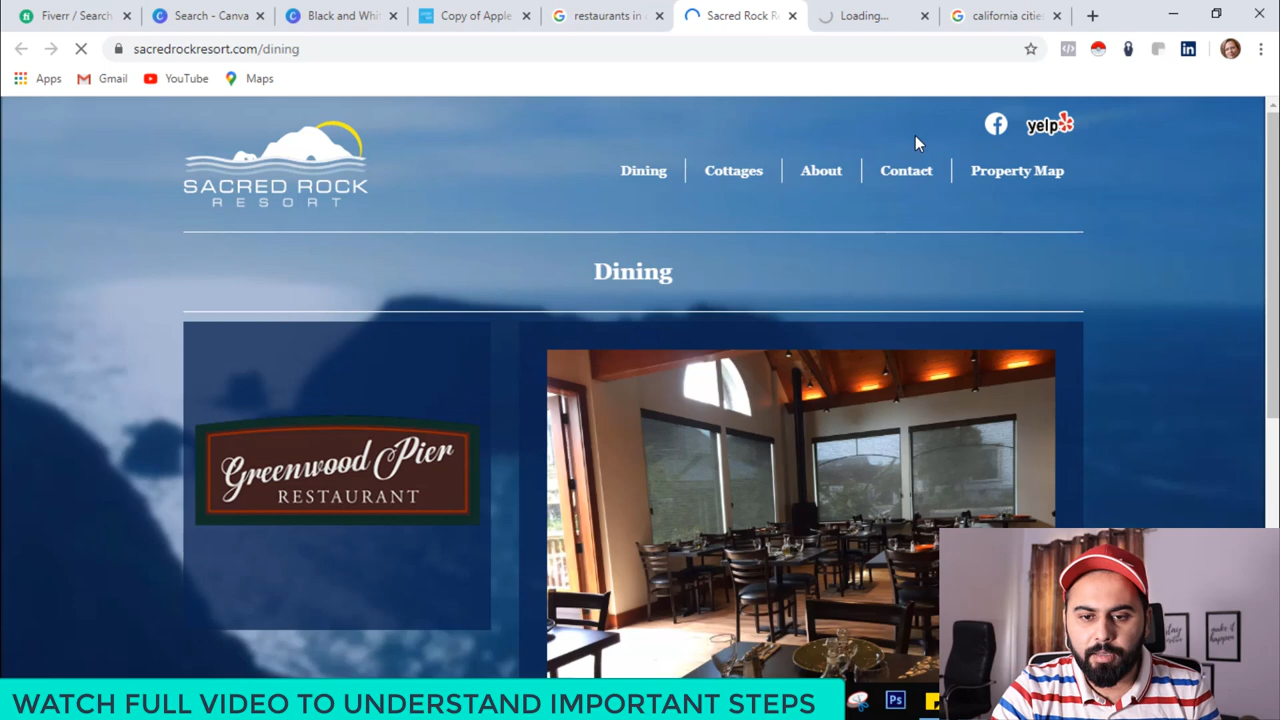 Fiverr / Search
Search - Canva
Black and Whi
Copy of Apple
restaurants in
Sacred Rock R
Loading...
california cities
sacredrockresort.com/dining
Apps
Gmail
YouTube
Maps
yelp
SACRED ROCK
RESORT
Dining
Cottages
About
Contact
Property Map
Dining
Greenwood Pier
RESTAURANT
WATCH FULL VIDEO TO UNDERSTAND IMPORTANT STEPS
Ps